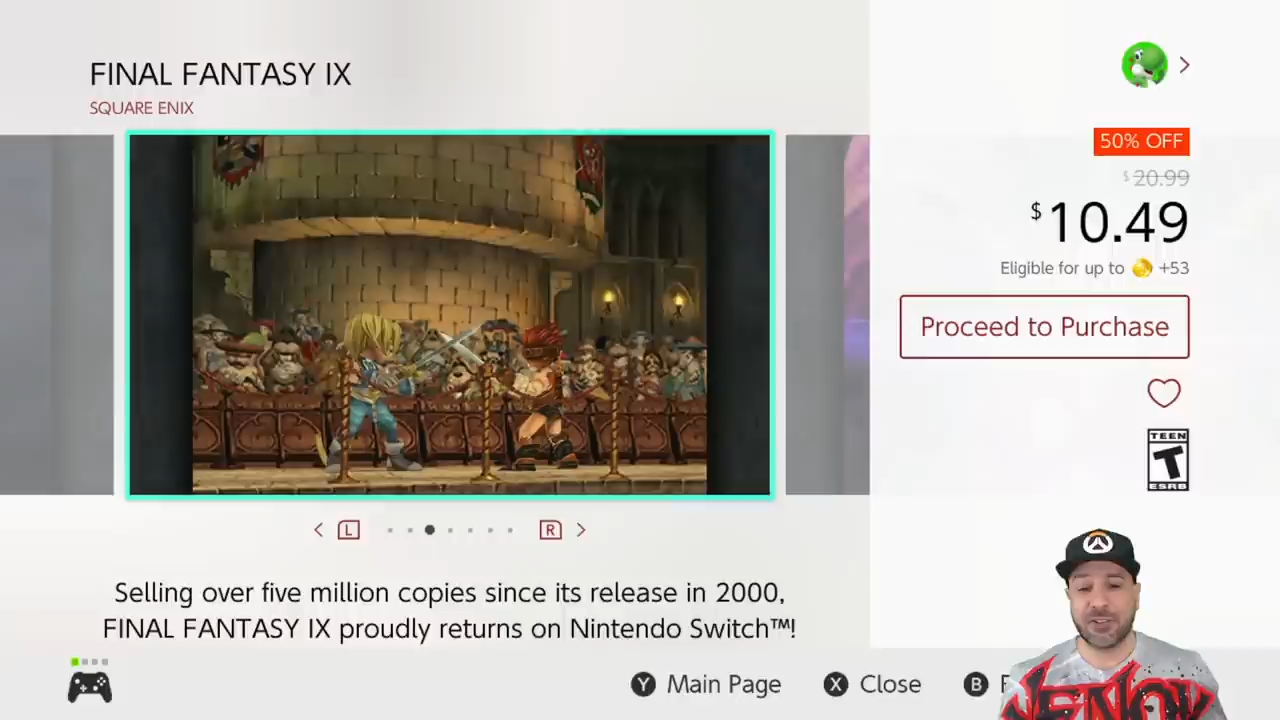 FINAL FANTASY IX
SQUARE ENIX
50% OFF
$20.99
$10.49
Eligible for up to +53
Proceed to Purchase
TEEN
T
ESRB
L
R
Selling over five million copies since its release in 2000,
FINAL FANTASY IX proudly returns on Nintendo Switch™!
Y Main Page
X Close
B
VENOM